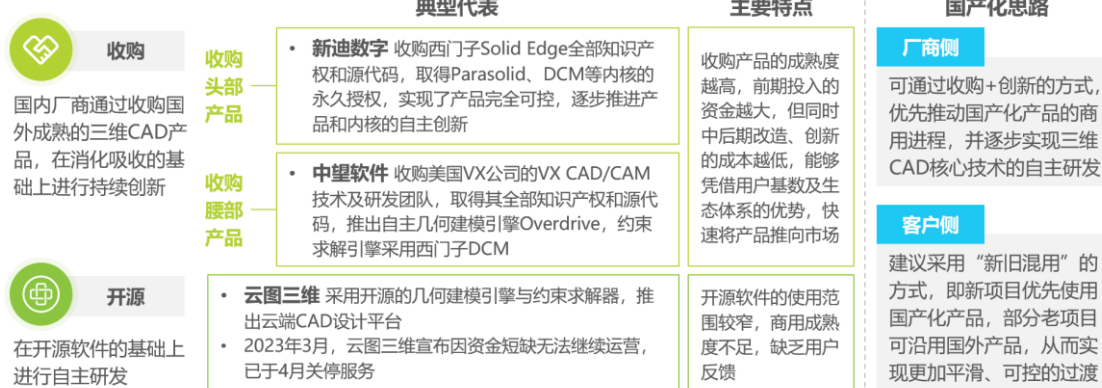 典型代表
主要特点
国产化思路
收购
国内厂商通过收购国
外成熟的三维CAD产
品，在消化吸收的基
础上进行持续创新
收购
头部
产品
• 新迪数字 收购西门子Solid Edge全部知识产
权和源代码，取得Parasolid、DCM等内核的
永久授权，实现了产品完全可控，逐步推进产
品和内核的自主创新
收购
腰部
产品
• 中望软件 收购美国VX公司的VX CAD/CAM
技术及研发团队，取得其全部知识产权和源代
码，推出自主几何建模引擎Overdrive，约束
求解引擎采用西门子DCM
收购产品的成熟度
越高，前期投入的
资金越大，但同时
中后期改造、创新
的成本越低，能够
凭借用户基数及生
态体系的优势，快
速将产品推向市场
厂商侧
可通过收购+创新的方式，
优先推动国产化产品的商
用进程，并逐步实现三维
CAD核心技术的自主研发
客户侧
建议采用“新旧混用”的
方式，即新项目优先使用
国产化产品，部分老项目
可沿用国外产品，从而实
现更加平滑、可控的过渡
开源
在开源软件的基础上
进行自主研发
• 云图三维 采用开源的几何建模引擎与约束求解器，推
出云端CAD设计平台
• 2023年3月，云图三维宣布因资金短缺无法继续运营，
已于4月关停服务
开源软件的使用范
围较窄，商用成熟
度不足，缺乏用户
反馈